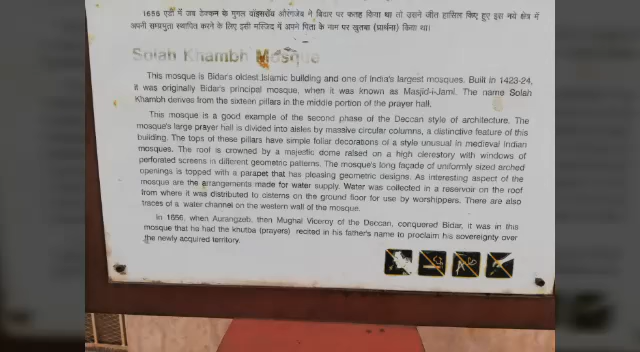 1656 एडी में जब डेक्कन के मुगल वॉइसरॉय औरंगजेब ने बिदार पर फतह किया था तो उसने जीत हासिल किए हुए इस नये क्षेत्र में
अपनी सम्प्रभुता स्थापित करने के लिए इसी मस्जिद में अपने पिता के नाम पर खुतबा (प्रार्थना) किया था।
Solah Khambh Mosque
This mosque is Bidar's oldest Islamic building and one of India's largest mosques. Built in 1423-24,
it was originally Bidar's principal mosque, when it was known as Masjid-i-Jami. The name Solah
Khambh derives from the sixteen pillars in the middle portion of the prayer hall.
This mosque is a good example of the second phase of the Deccan style of architecture. The
mosque's large prayer hall is divided into aisles by massive circular columns, a distinctive feature of this
building. The tops of these pillars have simple foliar decorations of a style unusual in medieval Indian
mosques. The roof is crowned by a majestic dome raised on a high clerestory with windows of
perforated screens in different geometric patterns. The mosque's long façade of uniformly sized arched
openings is topped with a parapet that has pleasing geometric designs. As interesting aspect of the
mosque are the arrangements made for water supply. Water was collected in a reservoir on the roof
from where it was distributed to cisterns on the ground floor for use by worshippers. There are also
traces of a water channel on the western wall of the mosque.
In 1656, when Aurangzeb, then Mughal Viceroy of the Deccan, conquered Bidar, it was in this
mosque that he had the khutba (prayers) recited in his father's name to proclaim his sovereignty over
the newly acquired territory.